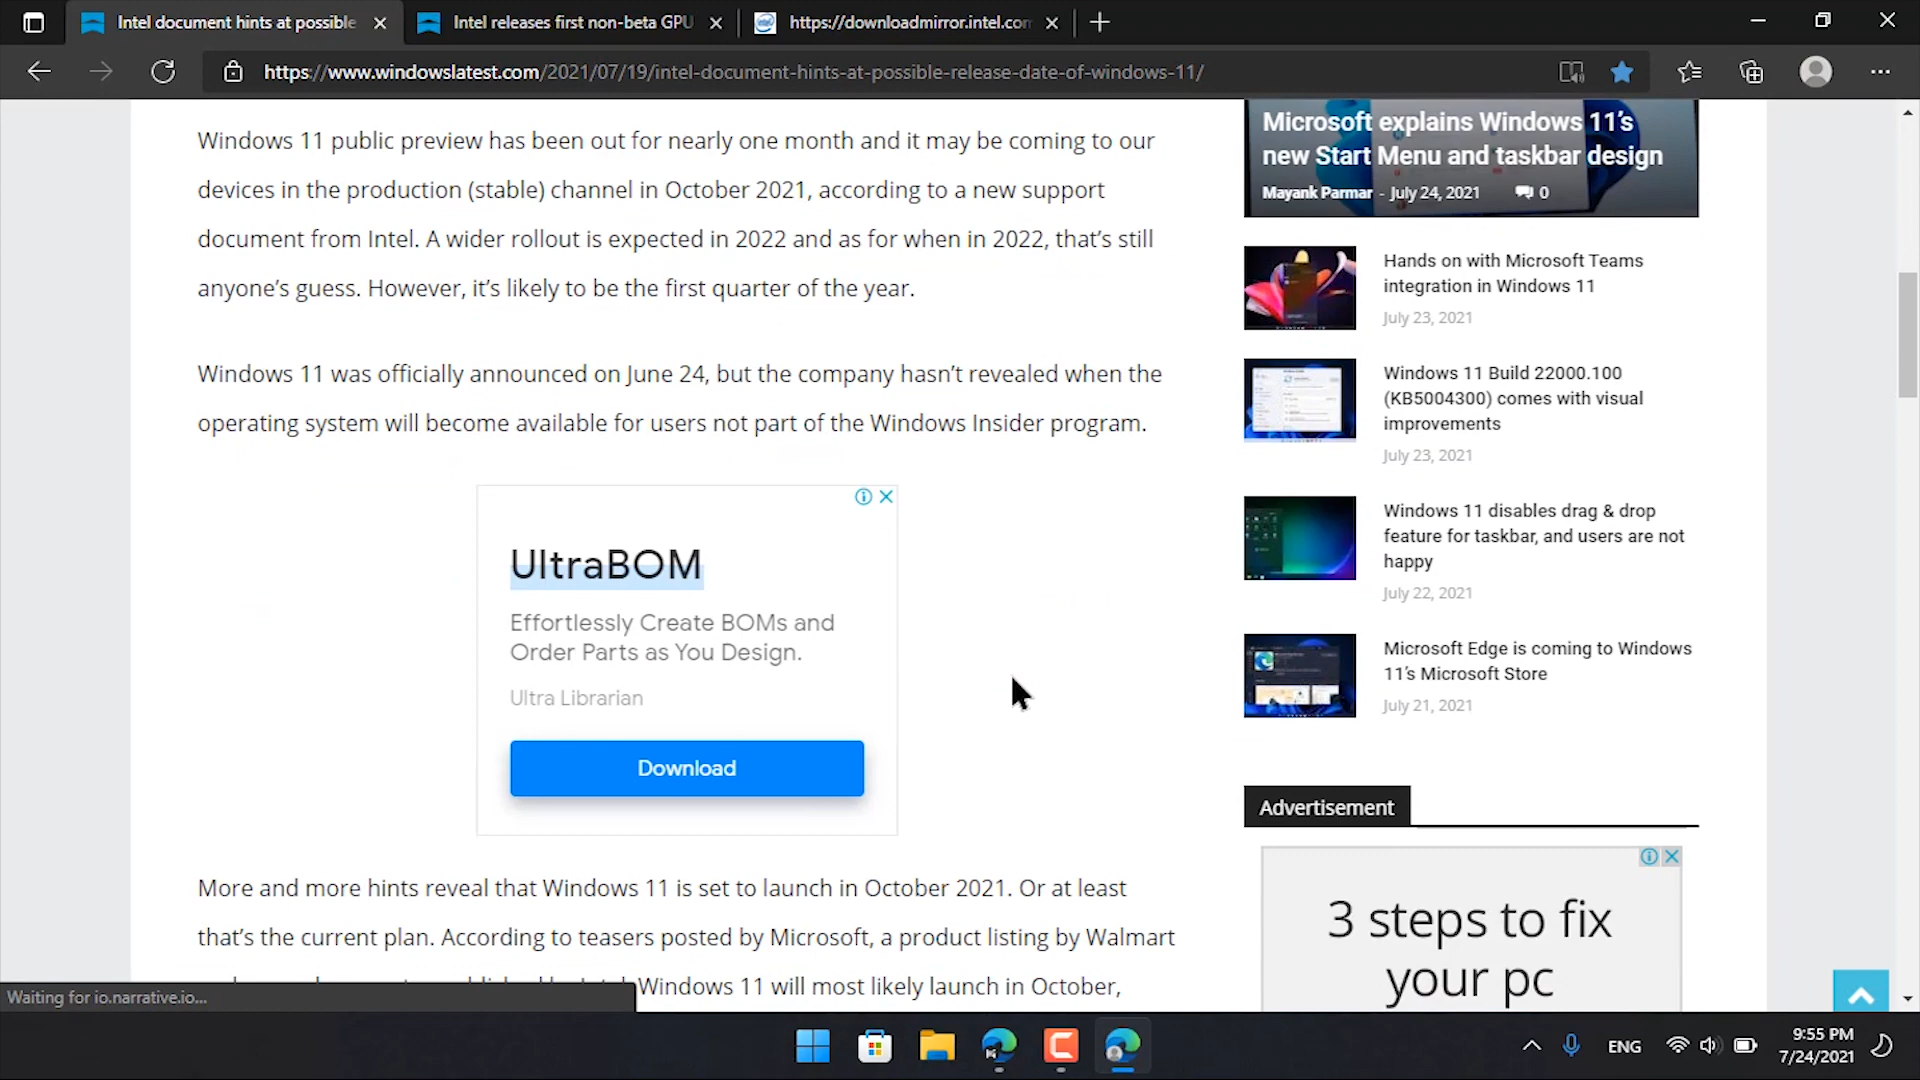 Intel document hints at possible
Intel releases first non-beta GPU
https://downloadmirror.intel.com
https://www.windowslatest.com/2021/07/19/intel-document-hints-at-possible-release-date-of-windows-11/
Windows 11 public preview has been out for nearly one month and it may be coming to our
devices in the production (stable) channel in October 2021, according to a new support
document from Intel. A wider rollout is expected in 2022 and as for when in 2022, that's still
anyone's guess. However, it's likely to be the first quarter of the year.
Windows 11 was officially announced on June 24, but the company hasn't revealed when the
operating system will become available for users not part of the Windows Insider program.
UltraBOM
Effortlessly Create BOMs and
Order Parts as You Design.
Ultra Librarian
Download
More and more hints reveal that Windows 11 is set to launch in October 2021. Or at least
that's the current plan. According to teasers posted by Microsoft, a product listing by Walmart
Windows 11 will most likely launch in October,
Microsoft explains Windows 11's
new Start Menu and taskbar design
Mayank Parmar - July 24, 2021 0
Hands on with Microsoft Teams
integration in Windows 11
July 23, 2021
Windows 11 Build 22000.100
(KB5004300) comes with visual
improvements
July 23, 2021
Windows 11 disables drag & drop
feature for taskbar, and users are not
happy
July 22, 2021
Microsoft Edge is coming to Windows
11's Microsoft Store
July 21, 2021
Advertisement
3 steps to fix
your pc
Waiting for io.narrative.io...
ENG
9:55 PM
7/24/2021